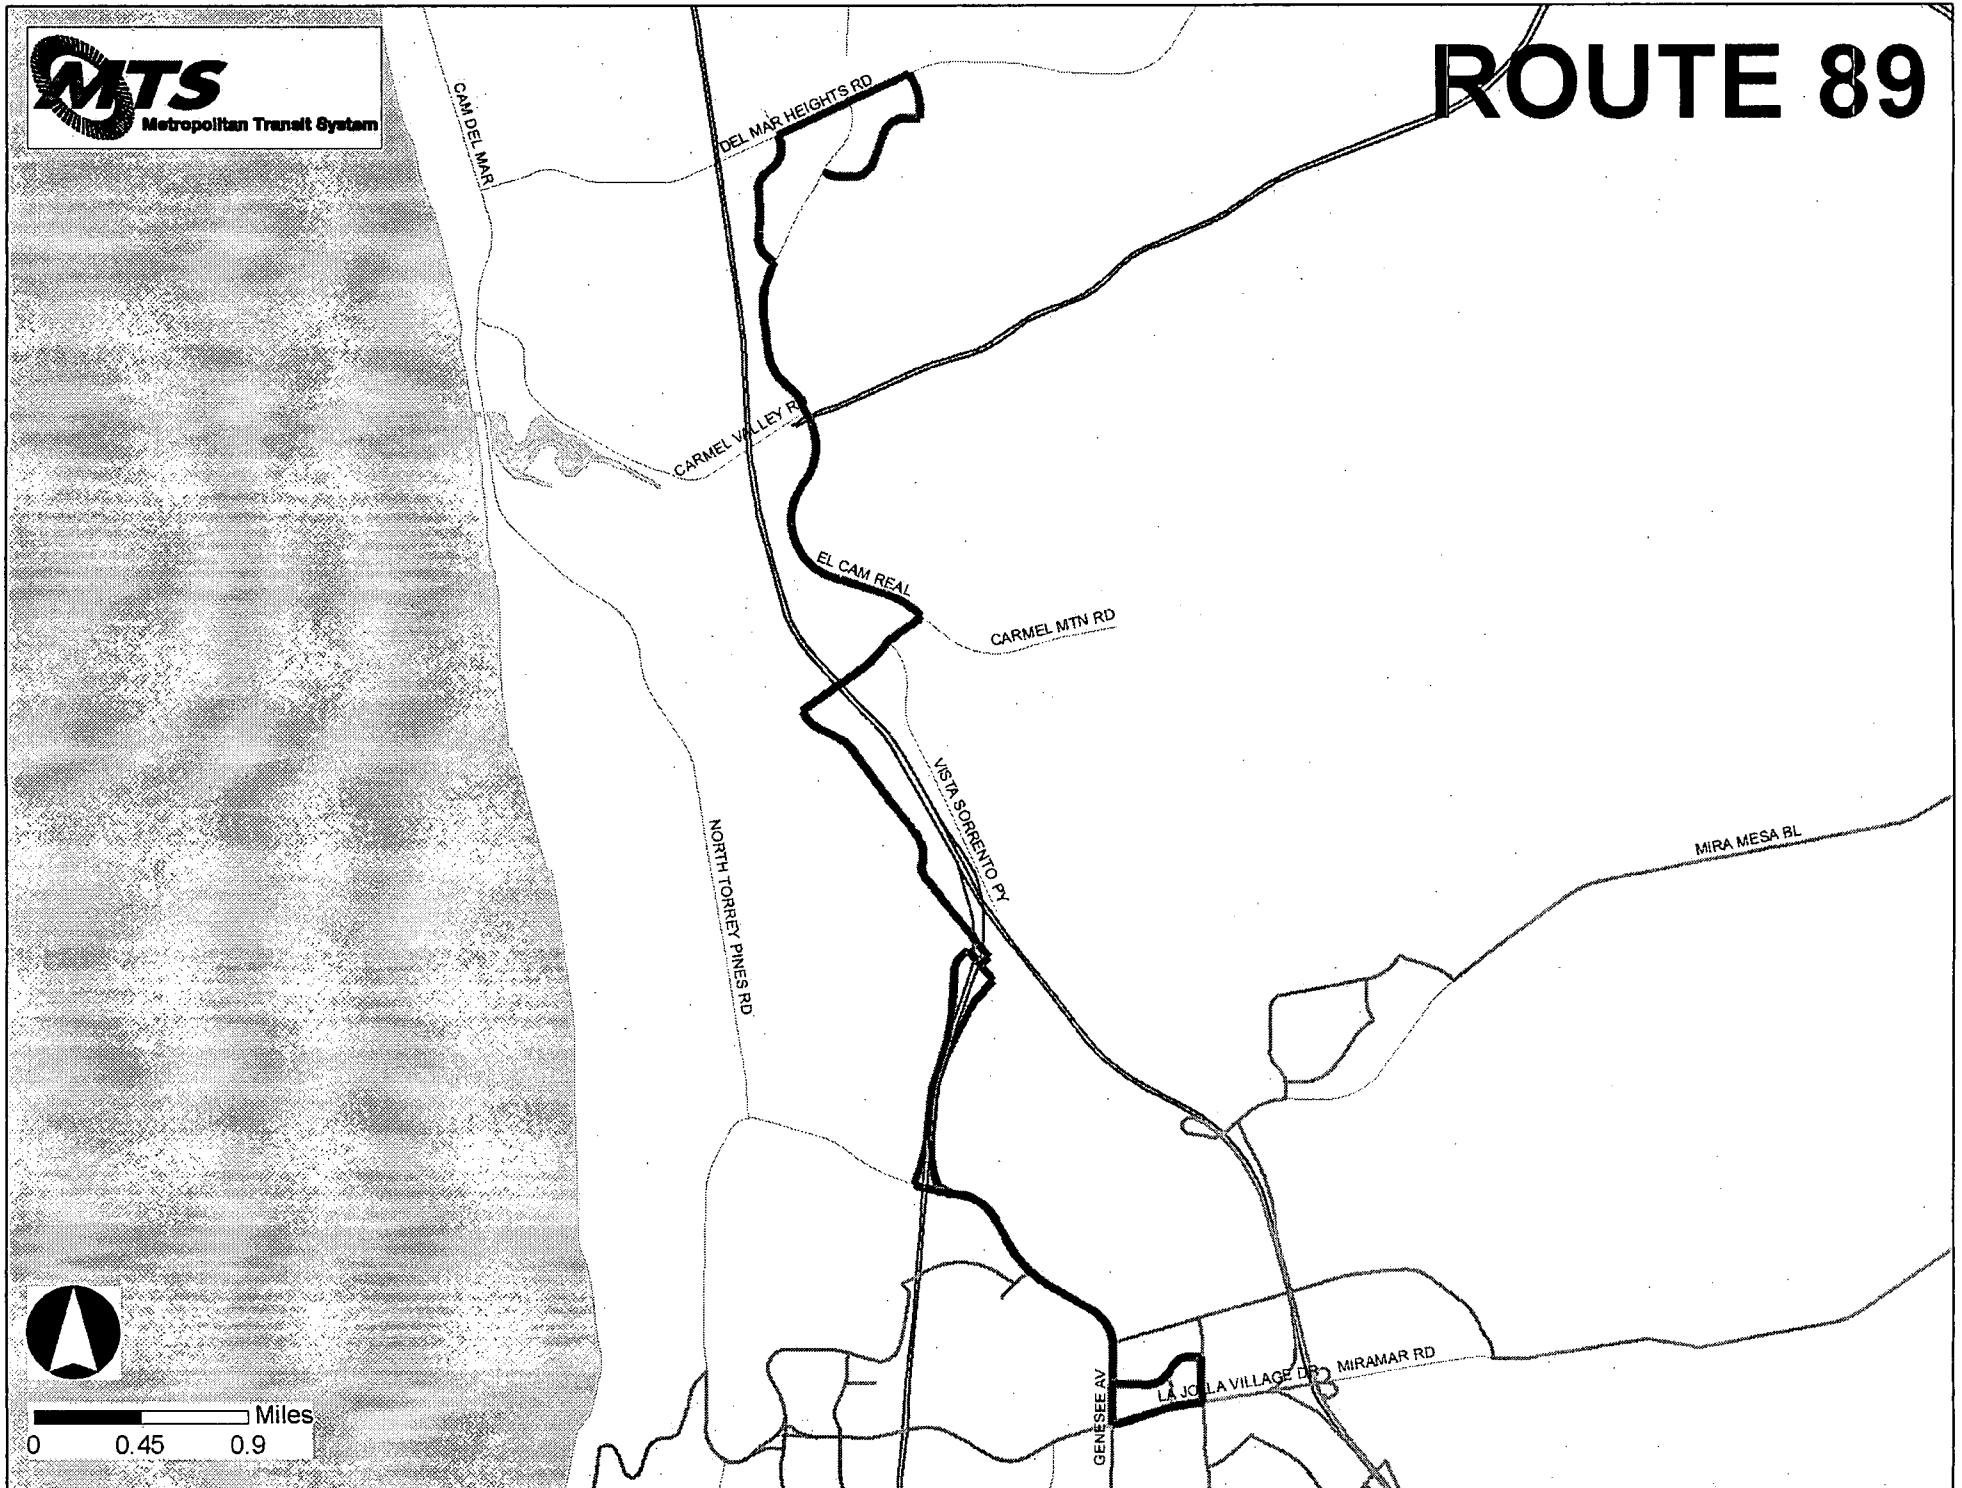 MTS
Metropolitan Transit System
ROUTE 89
CAM DEL MAR
DEL MAR HEIGHTS RD
CARMEL VALLEY RD
EL CAM REAL
CARMEL MTN RD
VISTA SORRENTO PY
NORTH TORREY PINES RD
MIRA MESA BL
MIRAMAR RD
LA JOLLA VILLAGE DR
GENESEE AV
Miles
0 0.45 0.9